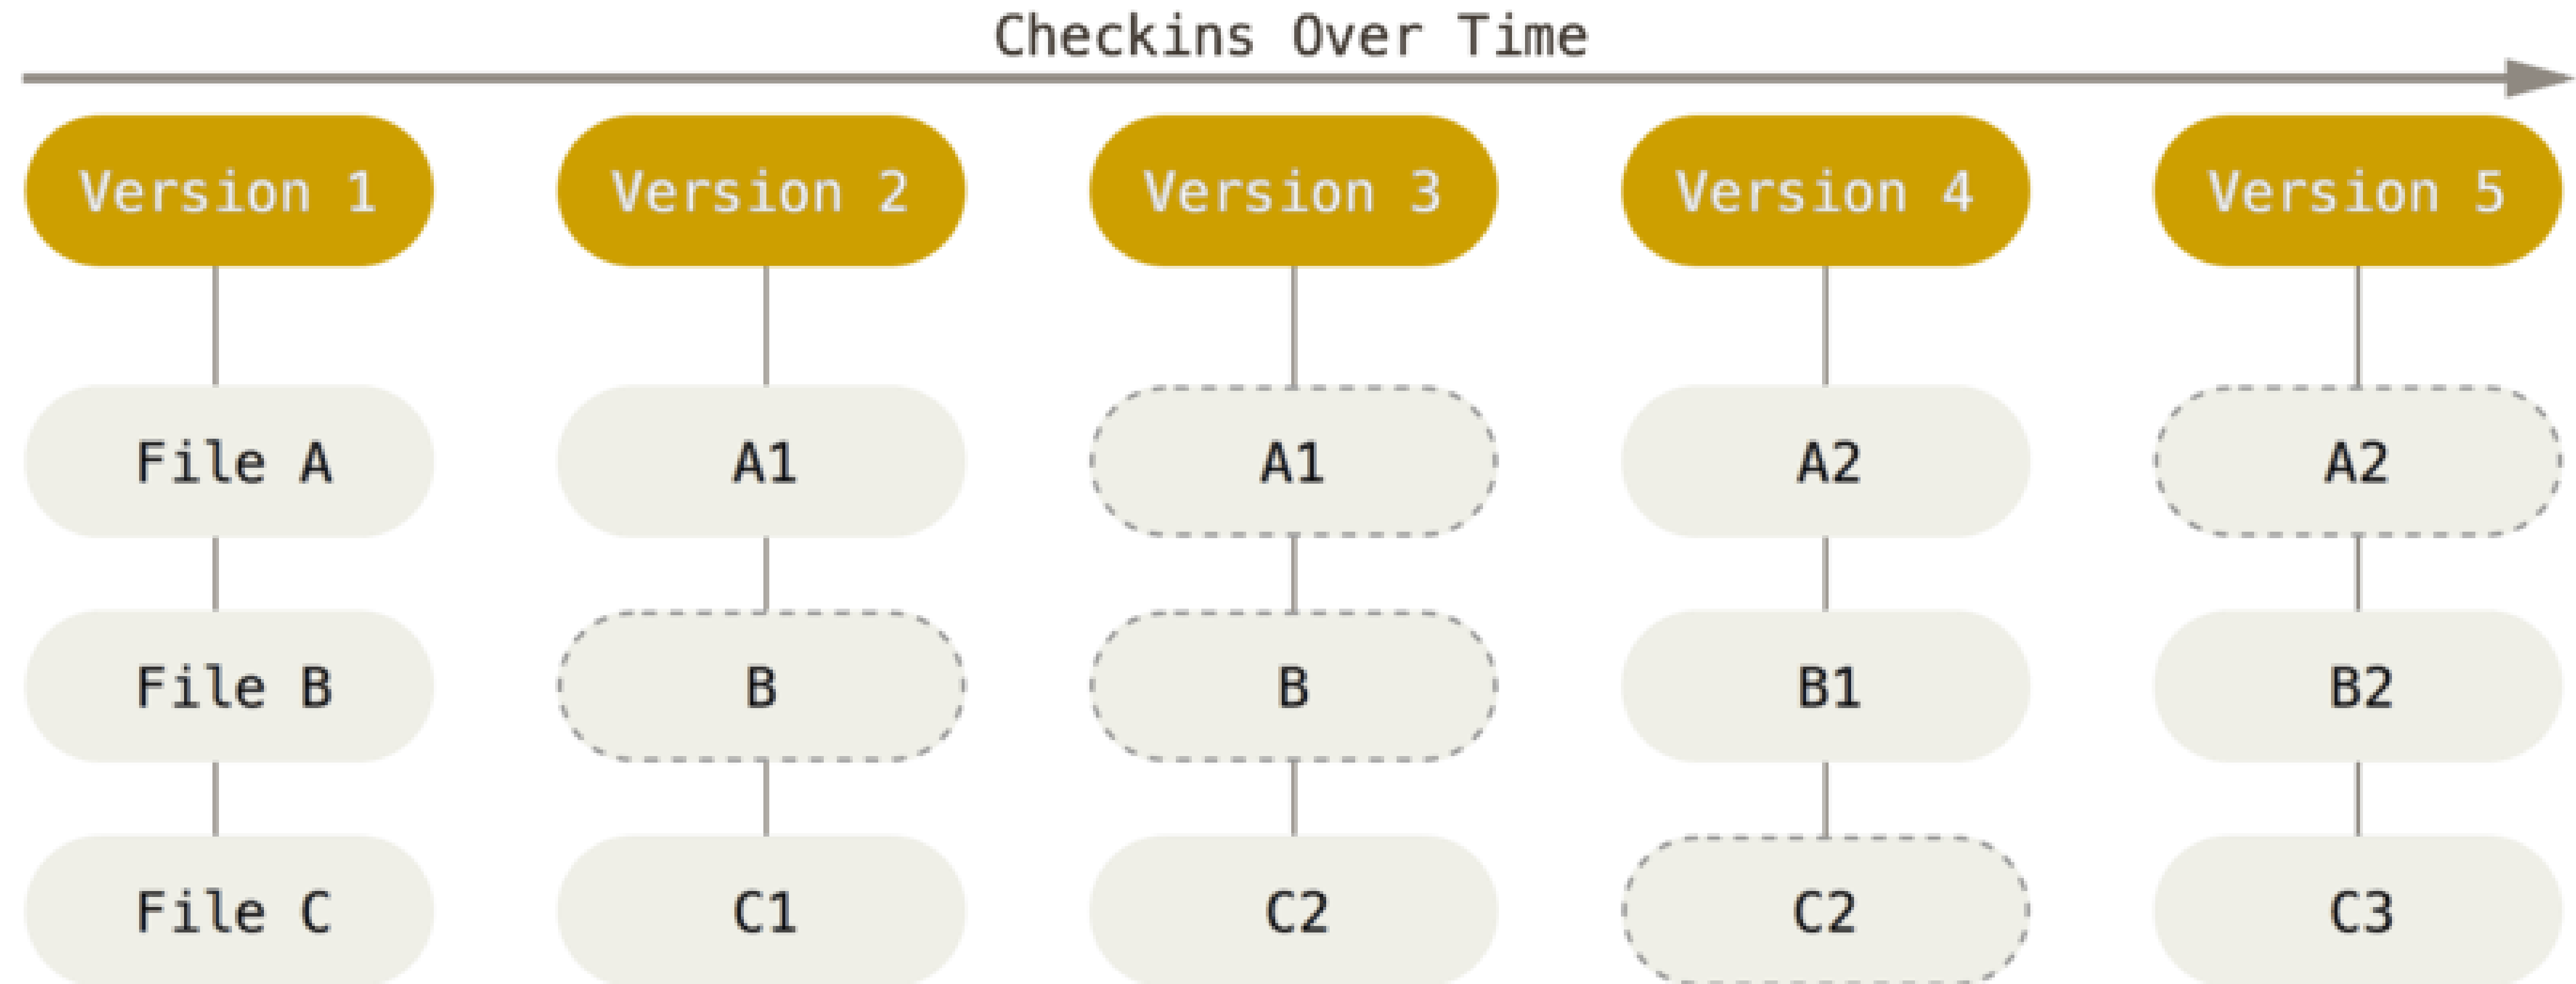 Checkins Over Time
Version 1 Version 2 Version 3 Version 4 Version 5
File A A1 A1 A2 A2
File B B B B1 B2
File C C1 C2 C2 C3